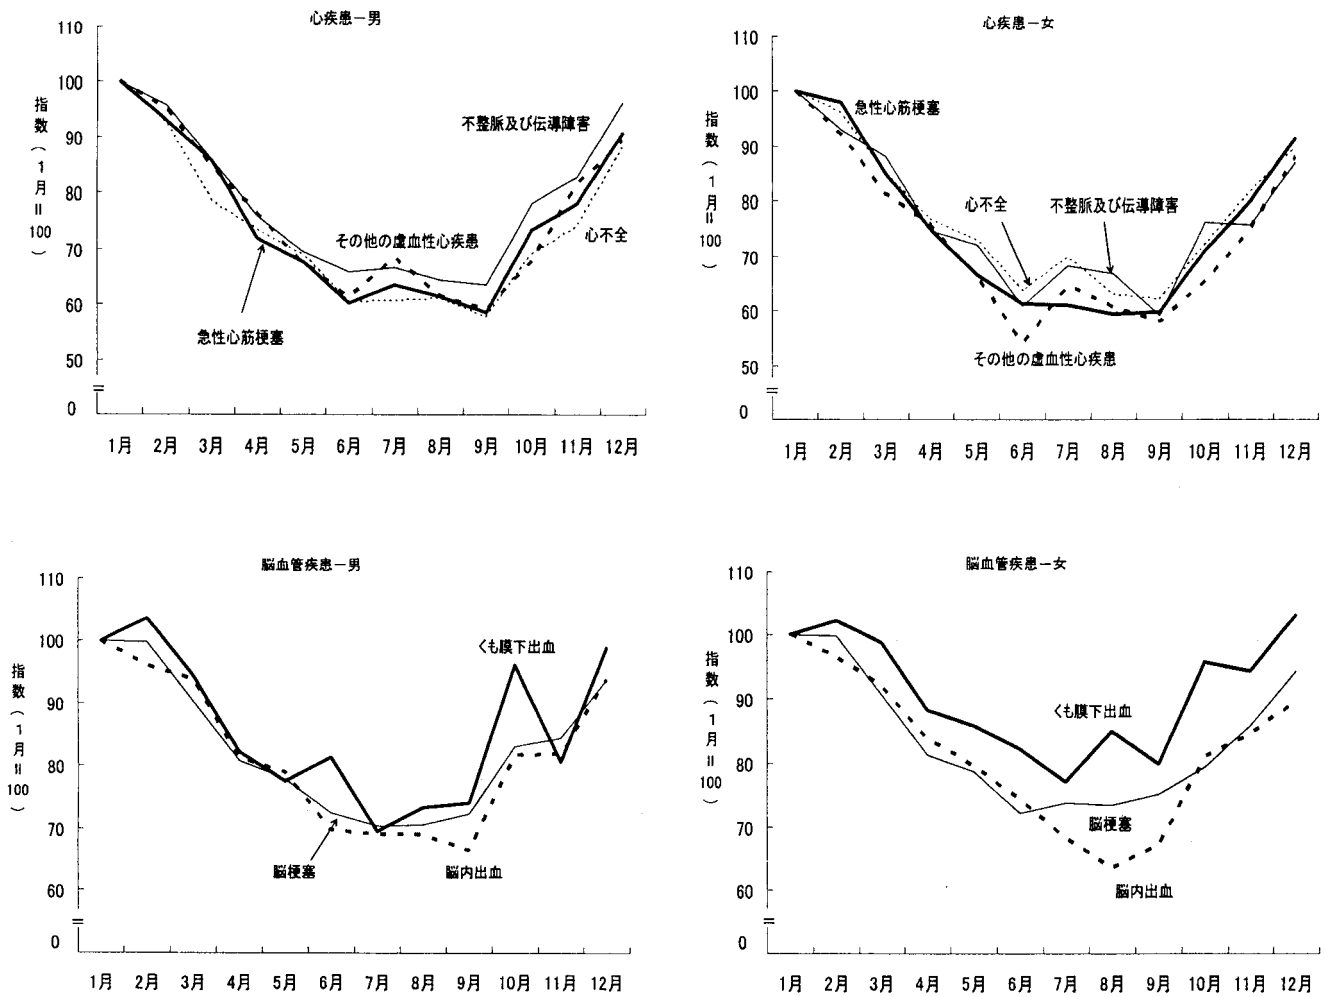 心疾患－男
110
100
90
80
70
60
50
0
指数（1月＝100）
不整脈及び伝導障害
その他の虚血性心疾患
心不全
急性心筋梗塞
1月 2月 3月 4月 5月 6月 7月 8月 9月 10月 11月 12月
心疾患－女
110
100
90
80
70
60
50
0
指数（1月＝100）
急性心筋梗塞
心不全
不整脈及び伝導障害
その他の虚血性心疾患
1月 2月 3月 4月 5月 6月 7月 8月 9月 10月 11月 12月
脳血管疾患－男
110
100
90
80
70
60
0
指数（1月＝100）
くも膜下出血
脳梗塞
脳内出血
1月 2月 3月 4月 5月 6月 7月 8月 9月 10月 11月 12月
脳血管疾患－女
110
100
90
80
70
60
0
指数（1月＝100）
くも膜下出血
脳梗塞
脳内出血
1月 2月 3月 4月 5月 6月 7月 8月 9月 10月 11月 12月